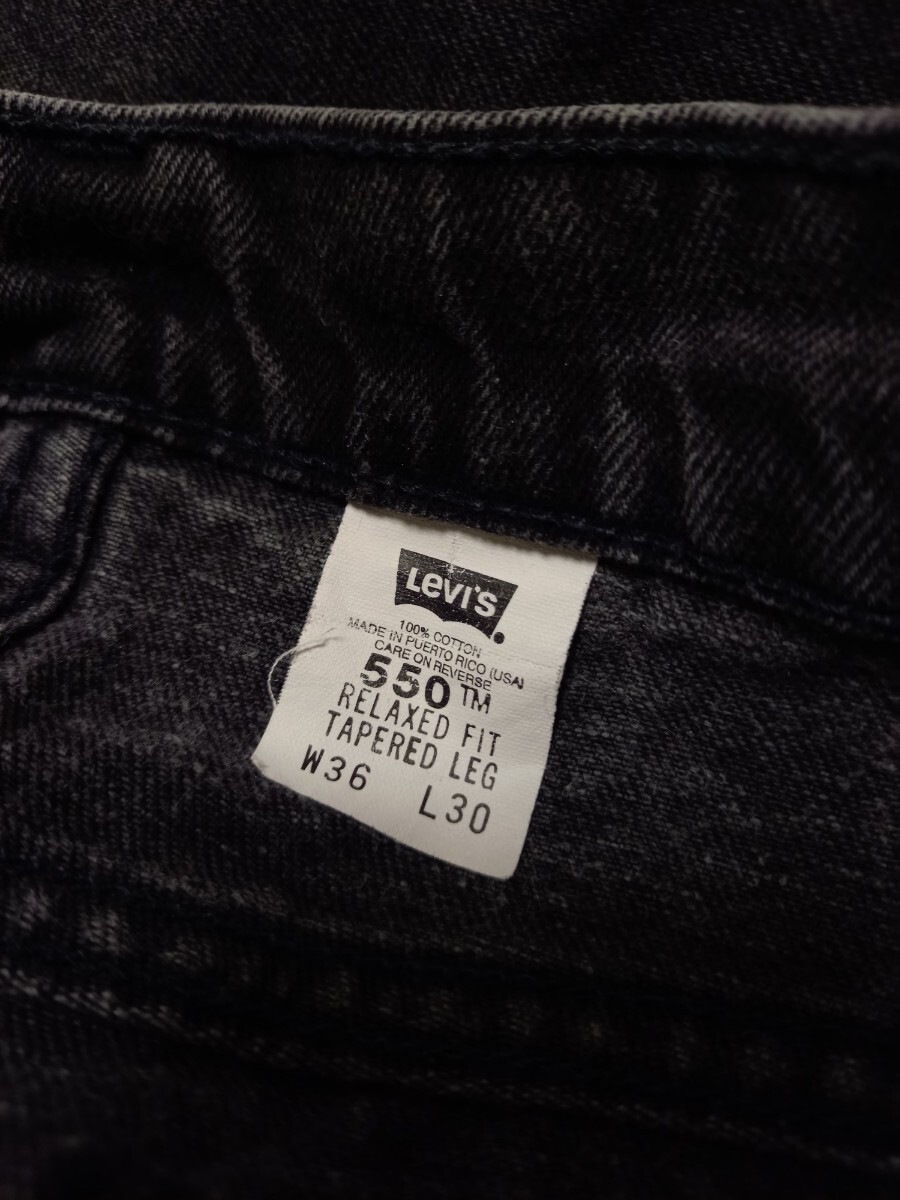 LEVI'S
100% COTTON
MADE IN PUERTO RICO (USA)
CARE ON REVERSE
550™
RELAXED FIT
TAPERED LEG
W36 L30